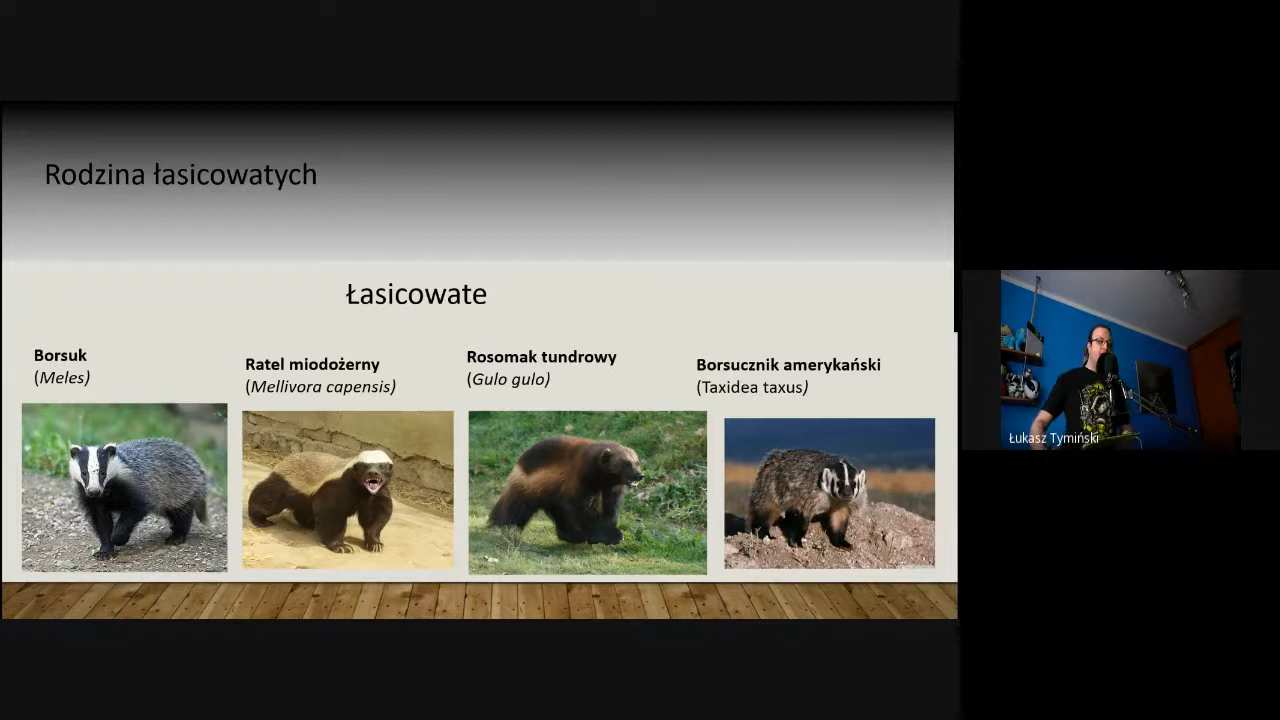 Rodzina łasicowatych
Łasicowate
Borsuk
(Meles)
Ratel miodożerny
(Mellivora capensis)
Rosomak tundrowy
(Gulo gulo)
Borsucznik amerykański
(Taxidea taxus)
Łukasz Tymiński